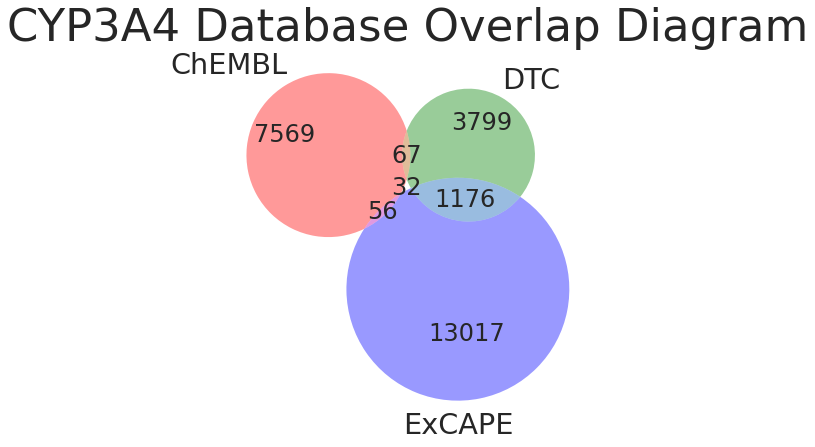 CYP3A4 Database Overlap Diagram
ChEMBL
DTC
3799
7569
67
32
1176
56
13017
ExCAPE